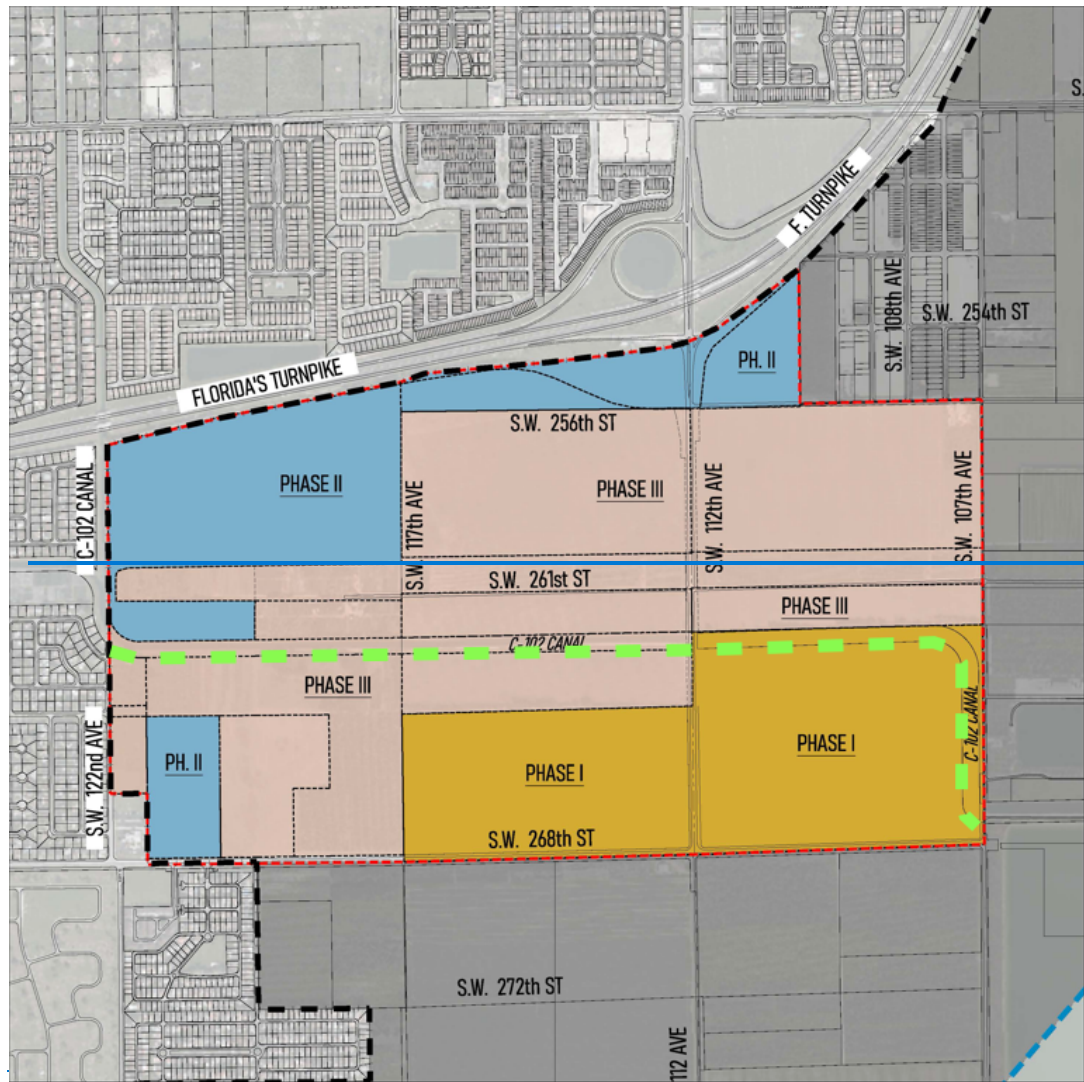 S.
F. TURNPIKE
S.W. 108th AVE
S.W. 254th ST
PH. II
FLORIDA'S TURNPIKE
S.W. 256th ST
C-102 CANAL
PHASE II
S.W. 117th AVE
PHASE III
S.W. 112th AVE
S.W. 107th AVE
S.W. 261st ST
PHASE III
C-102 CANAL
PHASE III
C-102 CANAL
S.W. 122nd AVE
PH. II
PHASE I
PHASE I
S.W. 268th ST
S.W. 272th ST
112 AVE